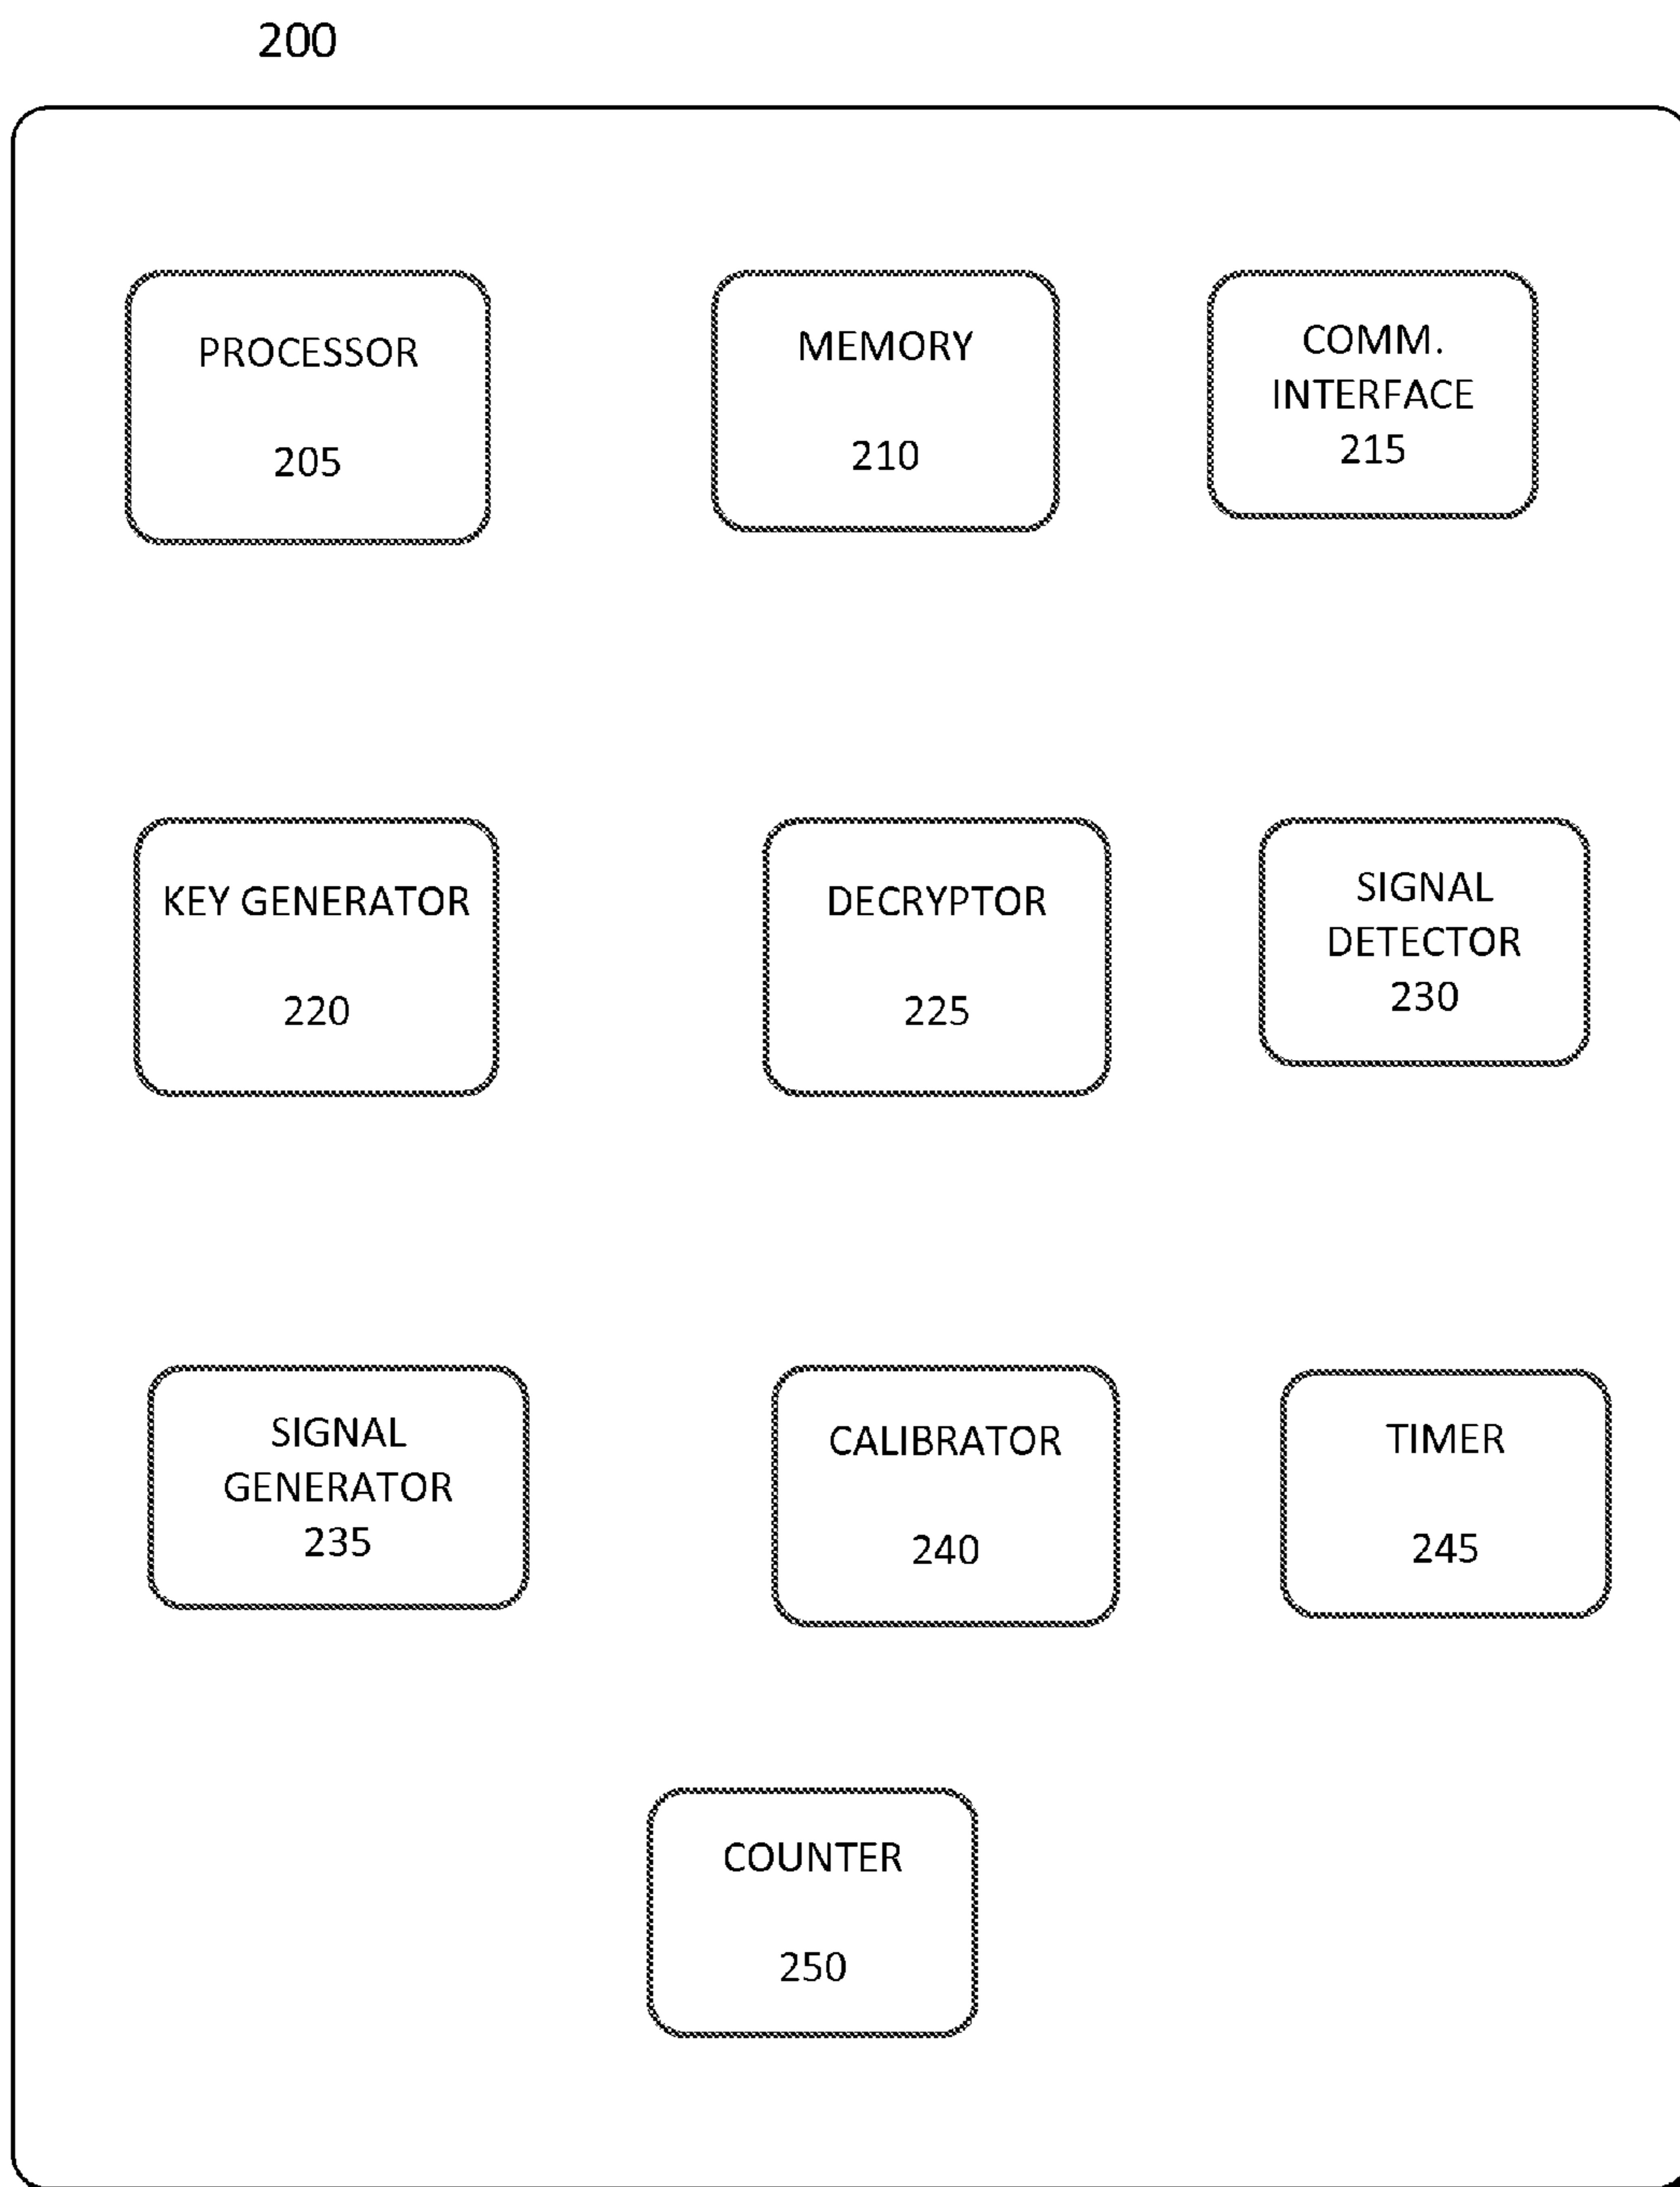 200
PROCESSOR
205
MEMORY
210
COMM.
INTERFACE
215
KEY GENERATOR
220
DECRYPTOR
225
SIGNAL
DETECTOR
230
SIGNAL
GENERATOR
235
CALIBRATOR
240
TIMER
245
COUNTER
250